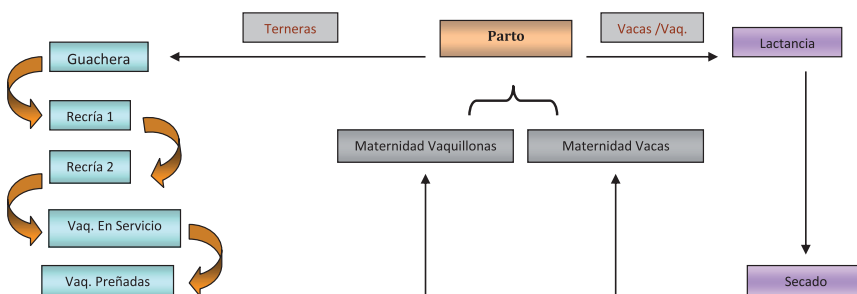 Terneras
Parto
Vacas /Vaq.
Lactancia
Guachera
Recría 1
Maternidad Vaquillonas
Maternidad Vacas
Recría 2
Vaq. En Servicio
Vaq. Preñadas
Secado